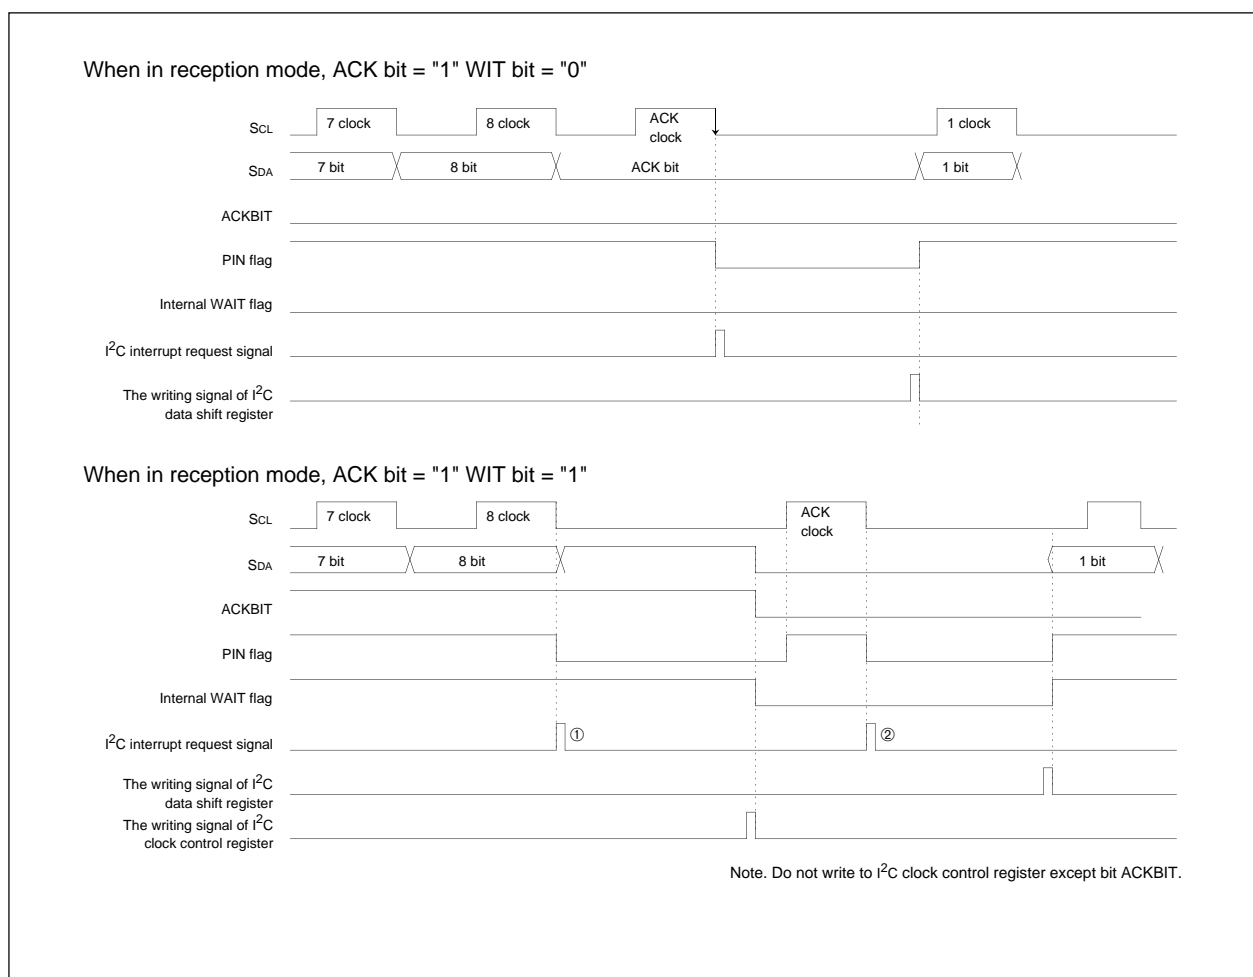 When in reception mode, ACK bit = "1" WIT bit = "0"
SCL 7 clock 8 clock ACK clock 1 clock
SDA 7 bit 8 bit ACK bit 1 bit
ACKBIT
PIN flag
Internal WAIT flag
I2C interrupt request signal
The writing signal of I2C
data shift register
When in reception mode, ACK bit = "1" WIT bit = "1"
SCL 7 clock 8 clock ACK clock
SDA 7 bit 8 bit 1 bit
ACKBIT
PIN flag
Internal WAIT flag
I2C interrupt request signal ① ②
The writing signal of I2C
data shift register
The writing signal of I2C
clock control register
Note. Do not write to I2C clock control register except bit ACKBIT.